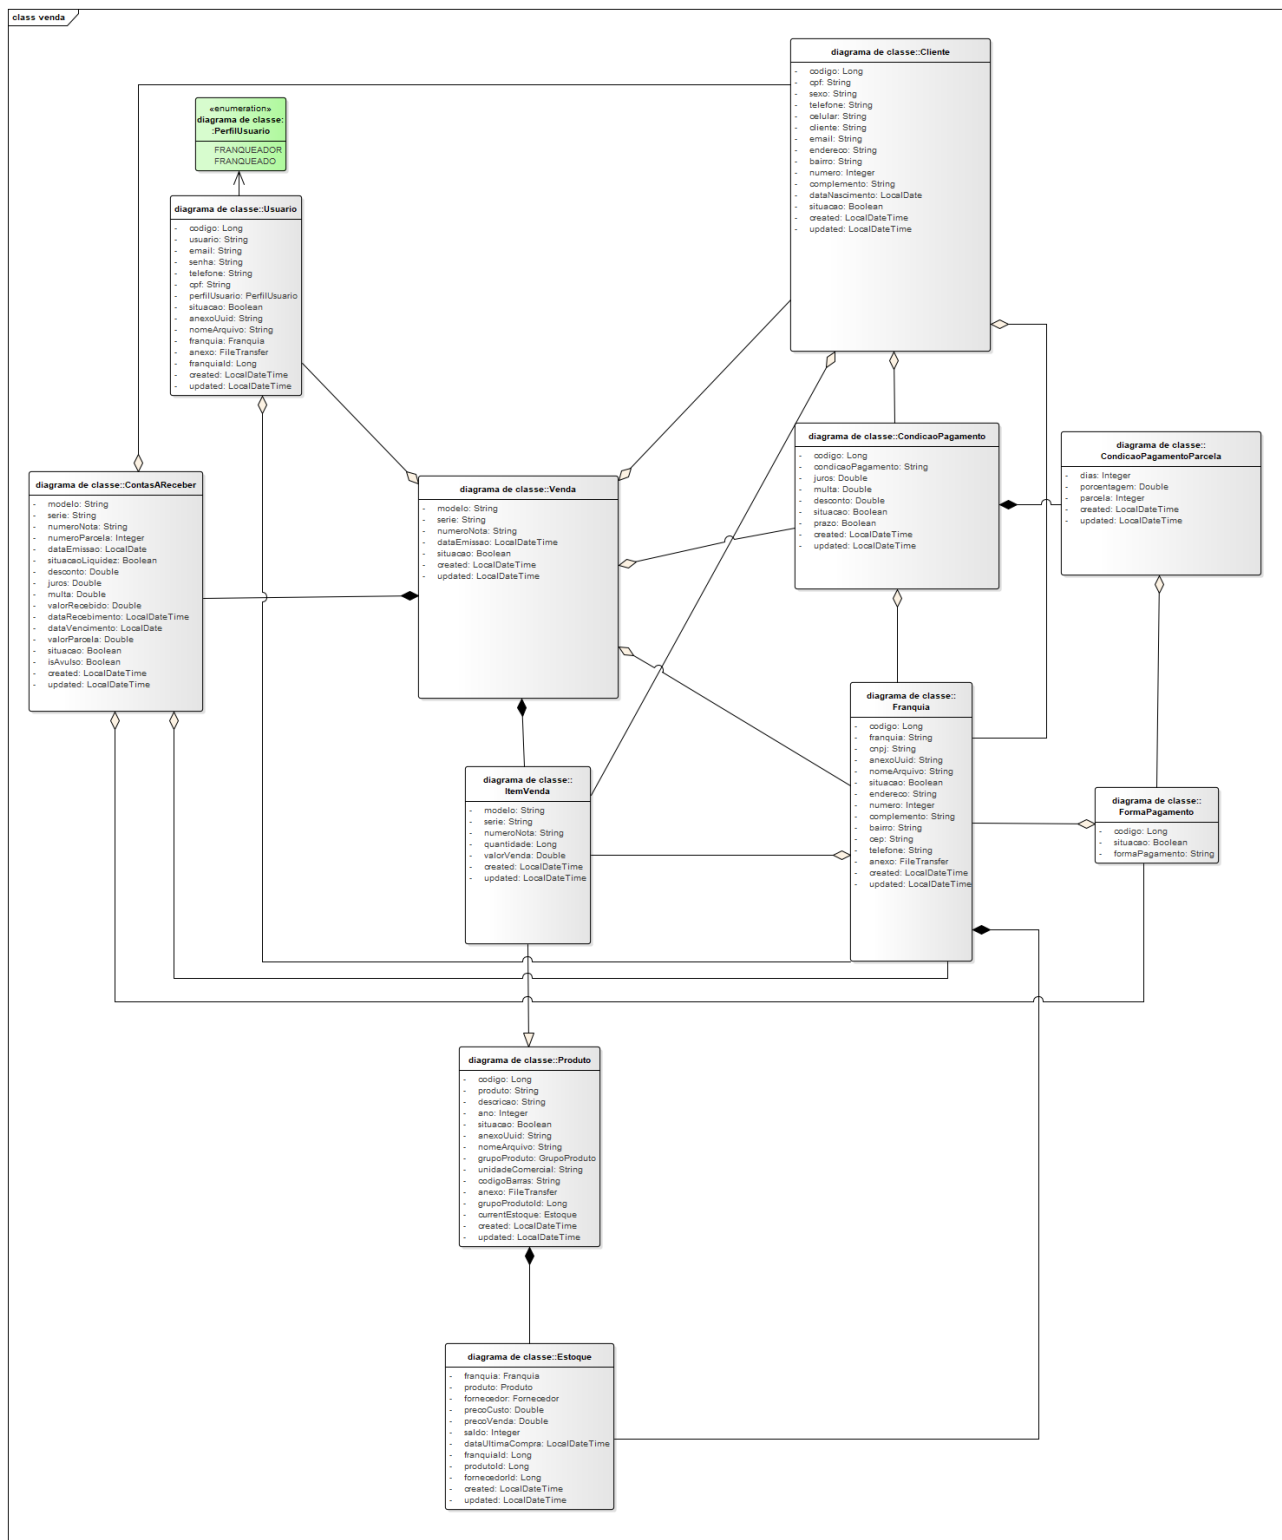 class venda
diagrama de classe::Cliente
- codigo: Long
- cpf: String
- sexo: String
- telefone: String
- celular: String
- cliente: String
- email: String
- endereco: String
- bairro: String
- numero: Integer
- complemento: String
- dataNascimento: LocalDate
- situacao: Boolean
- created: LocalDateTime
- updated: LocalDateTime
«enumeration»
diagrama de classe:
:PerfilUsuario
FRANQUEADOR
FRANQUEADO
diagrama de classe::Usuario
- codigo: Long
- usuario: String
- email: String
- senha: String
- telefone: String
- cpf: String
- perfilUsuario: PerfilUsuario
- situacao: Boolean
- anexoUuid: String
- nomeArquivo: String
- franquia: Franquia
- anexo: FileTransfer
- franquiaId: Long
- created: LocalDateTime
- updated: LocalDateTime
diagrama de classe::CondicaoPagamento
- codigo: Long
- condicaoPagamento: String
- juros: Double
- multa: Double
- desconto: Double
- situacao: Boolean
- prazo: Boolean
- created: LocalDateTime
- updated: LocalDateTime
diagrama de classe::
CondicaoPagamentoParcela
- dias: Integer
- porcentagem: Double
- parcela: Integer
- created: LocalDateTime
- updated: LocalDateTime
diagrama de classe::ContasAReceber
- modelo: String
- serie: String
- numeroNota: String
- numeroParcela: Integer
- dataEmissao: LocalDate
- situacaoLiquidez: Boolean
- desconto: Double
- juros: Double
- multa: Double
- valorRecebido: Double
- dataRecebimento: LocalDateTime
- dataVencimento: LocalDate
- valorParcela: Double
- situacao: Boolean
- isAvulso: Boolean
- created: LocalDateTime
- updated: LocalDateTime
diagrama de classe::Venda
- modelo: String
- serie: String
- numeroNota: String
- dataEmissao: LocalDateTime
- situacao: Boolean
- created: LocalDateTime
- updated: LocalDateTime
diagrama de classe::
Franquia
- codigo: Long
- franquia: String
- cnpj: String
- anexoUuid: String
- nomeArquivo: String
- situacao: Boolean
- endereco: String
- numero: Integer
- complemento: String
- bairro: String
- cep: String
- telefone: String
- anexo: FileTransfer
- created: LocalDateTime
- updated: LocalDateTime
diagrama de classe::
ItemVenda
- modelo: String
- serie: String
- numeroNota: String
- quantidade: Long
- valorVenda: Double
- created: LocalDateTime
- updated: LocalDateTime
diagrama de classe::
FormaPagamento
- codigo: Long
- situacao: Boolean
- formaPagamento: String
diagrama de classe::Produto
- codigo: Long
- produto: String
- descricao: String
- ano: Integer
- situacao: Boolean
- anexoUuid: String
- nomeArquivo: String
- grupoProduto: GrupoProduto
- unidadeComercial: String
- codigoBarras: String
- anexo: FileTransfer
- grupoProdutoId: Long
- currentEstoque: Estoque
- created: LocalDateTime
- updated: LocalDateTime
diagrama de classe::Estoque
- franquia: Franquia
- produto: Produto
- fornecedor: Fornecedor
- precoCusto: Double
- precoVenda: Double
- saldo: Integer
- dataUltimaCompra: LocalDateTime
- franquiaId: Long
- produtoId: Long
- fornecedorId: Long
- created: LocalDateTime
- updated: LocalDateTime